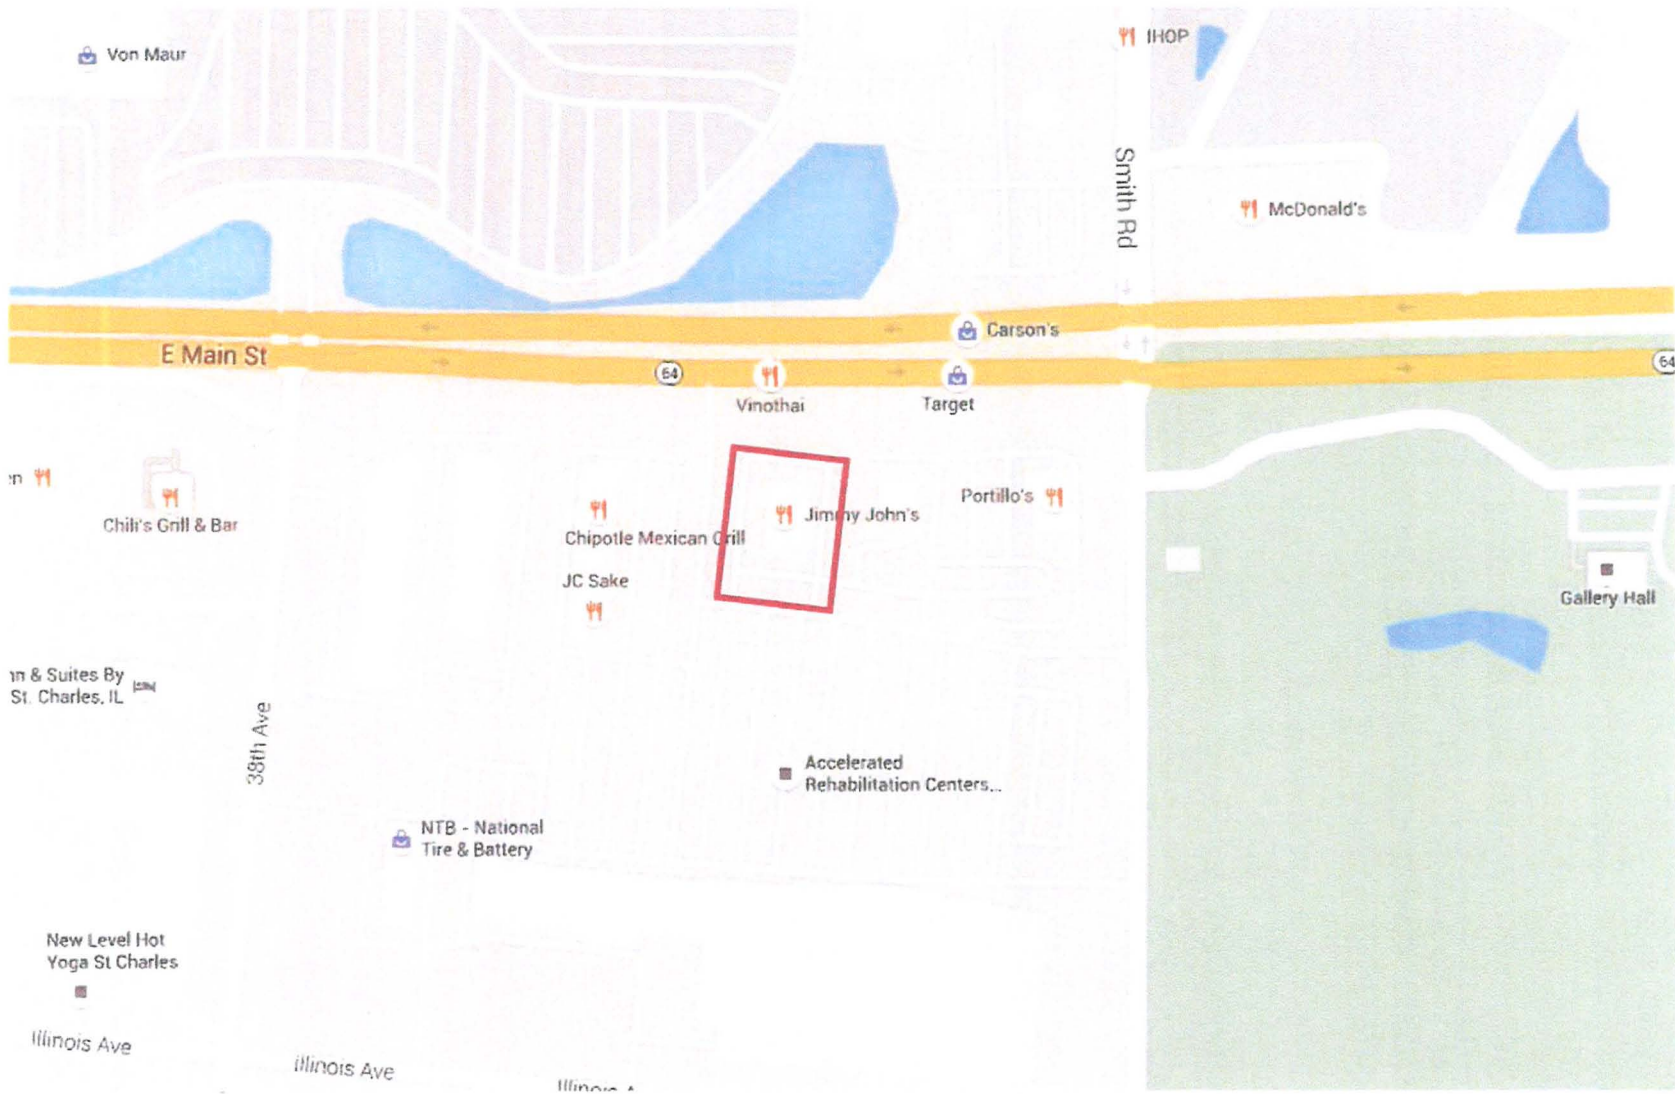 IHOP
Von Maur
Smith Rd
McDonald's
Carson's
E Main St
64
64
Vinothai
Target
Portillo's
Jimmy John's
Chipotle Mexican Grill
Chili's Grill & Bar
JC Sake
Gallery Hall
& Suites By
St. Charles, IL
38th Ave
Accelerated
Rehabilitation Centers...
NTB - National
Tire & Battery
New Level Hot
Yoga St Charles
Illinois Ave
Illinois Ave